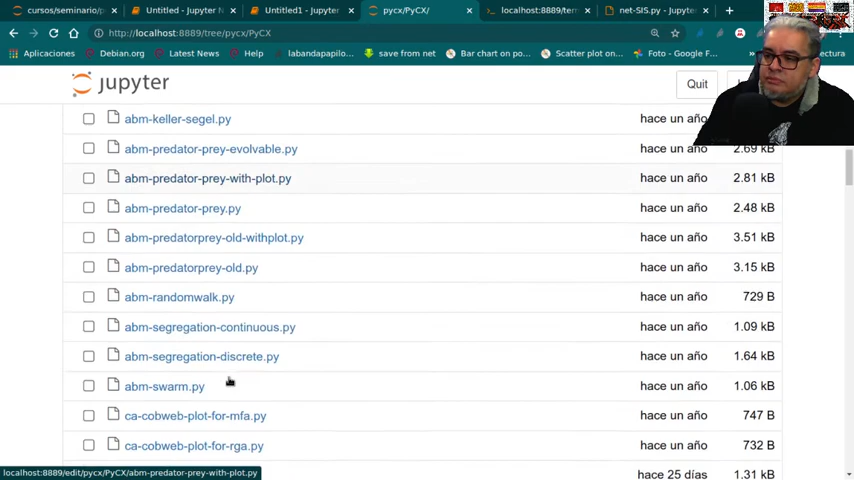 cursos/seminario/p
Untitled - Jupyter N
Untitled1 - Jupyter
pycx/PyCX/
localhost:8889/tern
net-SIS.py - Jupyte
http://localhost:8889/tree/pycx/PyCX
Aplicaciones
Debian.org
Latest News
Help
labandapapilo...
save from net
Bar chart on po...
Scatter plot on...
Foto - Google F...
ectura
jupyter
Quit
abm-keller-segel.py hace un año
abm-predator-prey-evolvable.py hace un año 2.69 kB
abm-predator-prey-with-plot.py hace un año 2.81 kB
abm-predator-prey.py hace un año 2.48 kB
abm-predatorprey-old-withplot.py hace un año 3.51 kB
abm-predatorprey-old.py hace un año 3.15 kB
abm-randomwalk.py hace un año 729 B
abm-segregation-continuous.py hace un año 1.09 kB
abm-segregation-discrete.py hace un año 1.64 kB
abm-swarm.py hace un año 1.06 kB
ca-cobweb-plot-for-mfa.py hace un año 747 B
ca-cobweb-plot-for-rga.py hace un año 732 B
hace 25 días 1.31 kB
localhost:8889/edit/pycx/PyCX/abm-predator-prey-with-plot.py